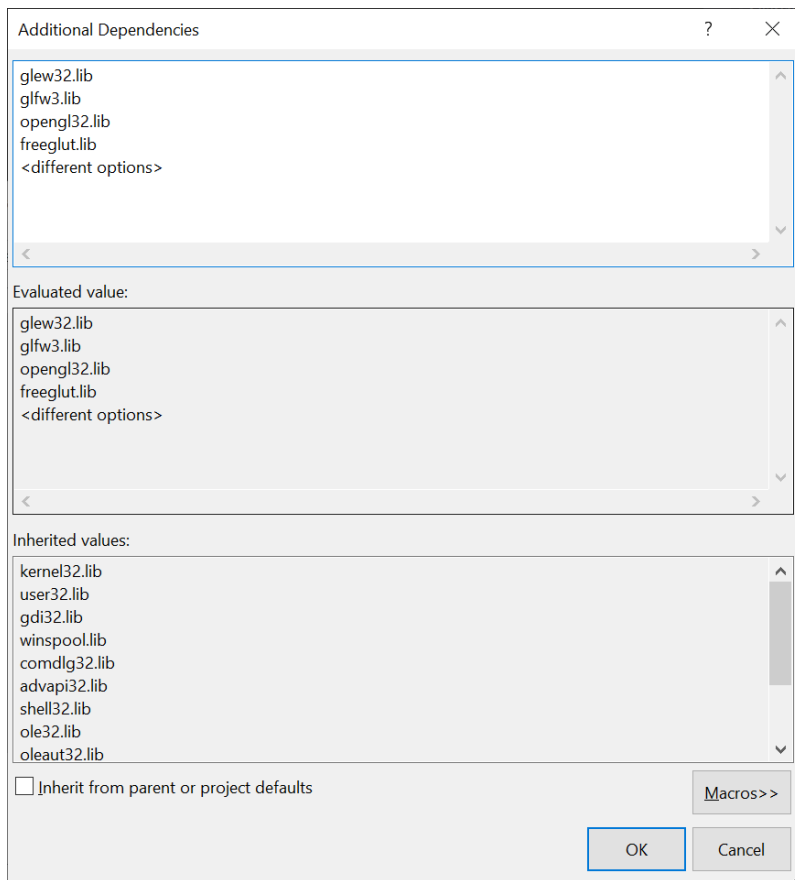 Additional Dependencies
?
glew32.lib
glfw3.lib
opengl32.lib
freeglut.lib
<different options>
Evaluated value:
glew32.lib
glfw3.lib
opengl32.lib
freeglut.lib
<different options>
Inherited values:
kernel32.lib
user32.lib
gdi32.lib
winspool.lib
comdlg32.lib
advapi32.lib
shell32.lib
ole32.lib
oleaut32.lib
Inherit from parent or project defaults
Macros>>
OK
Cancel